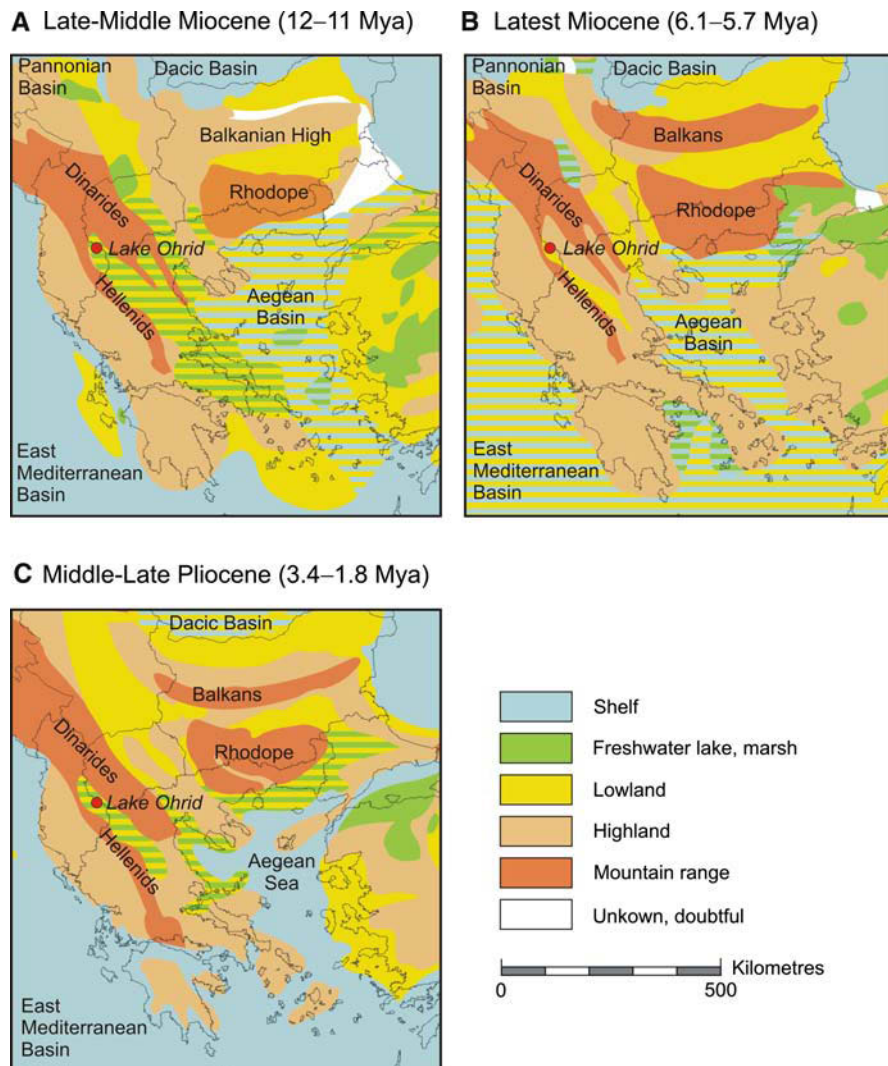 A Late-Middle Miocene (12–11 Mya)
Pannonian
Basin
Dacic Basin
Balkanian High
Rhodope
Dinarides
Lake Ohrid
Hellenids
Aegean
Basin
East
Mediterranean
Basin
B Latest Miocene (6.1–5.7 Mya)
Pannonian
Basin
Dacic Basin
Balkans
Rhodope
Dinarides
Lake Ohrid
Hellenids
Aegean
Basin
East
Mediterranean
Basin
C Middle-Late Pliocene (3.4–1.8 Mya)
Dacic Basin
Balkans
Rhodope
Dinarides
Lake Ohrid
Hellenids
Aegean
Sea
East
Mediterranean
Basin
Shelf
Freshwater lake, marsh
Lowland
Highland
Mountain range
Unkown, doubtful
Kilometres
0 500